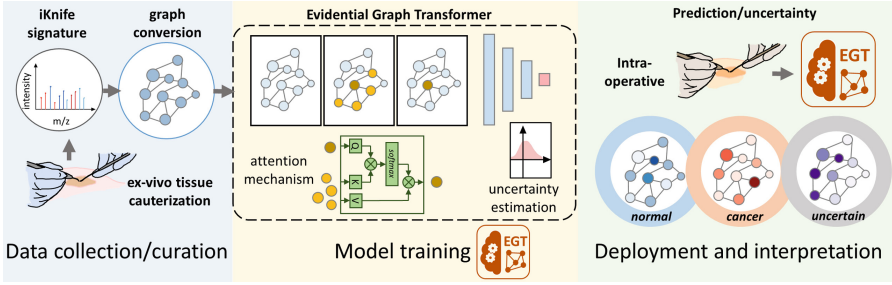 iKnife
signature
graph
conversion
intensity
m/z
ex-vivo tissue
cauterization
Data collection/curation
Evidential Graph Transformer
attention
mechanism
Q
K
V
softmax
uncertainty
estimation
Model training
EGT
Prediction/uncertainty
Intra-
operative
EGT
normal
cancer
uncertain
Deployment and interpretation